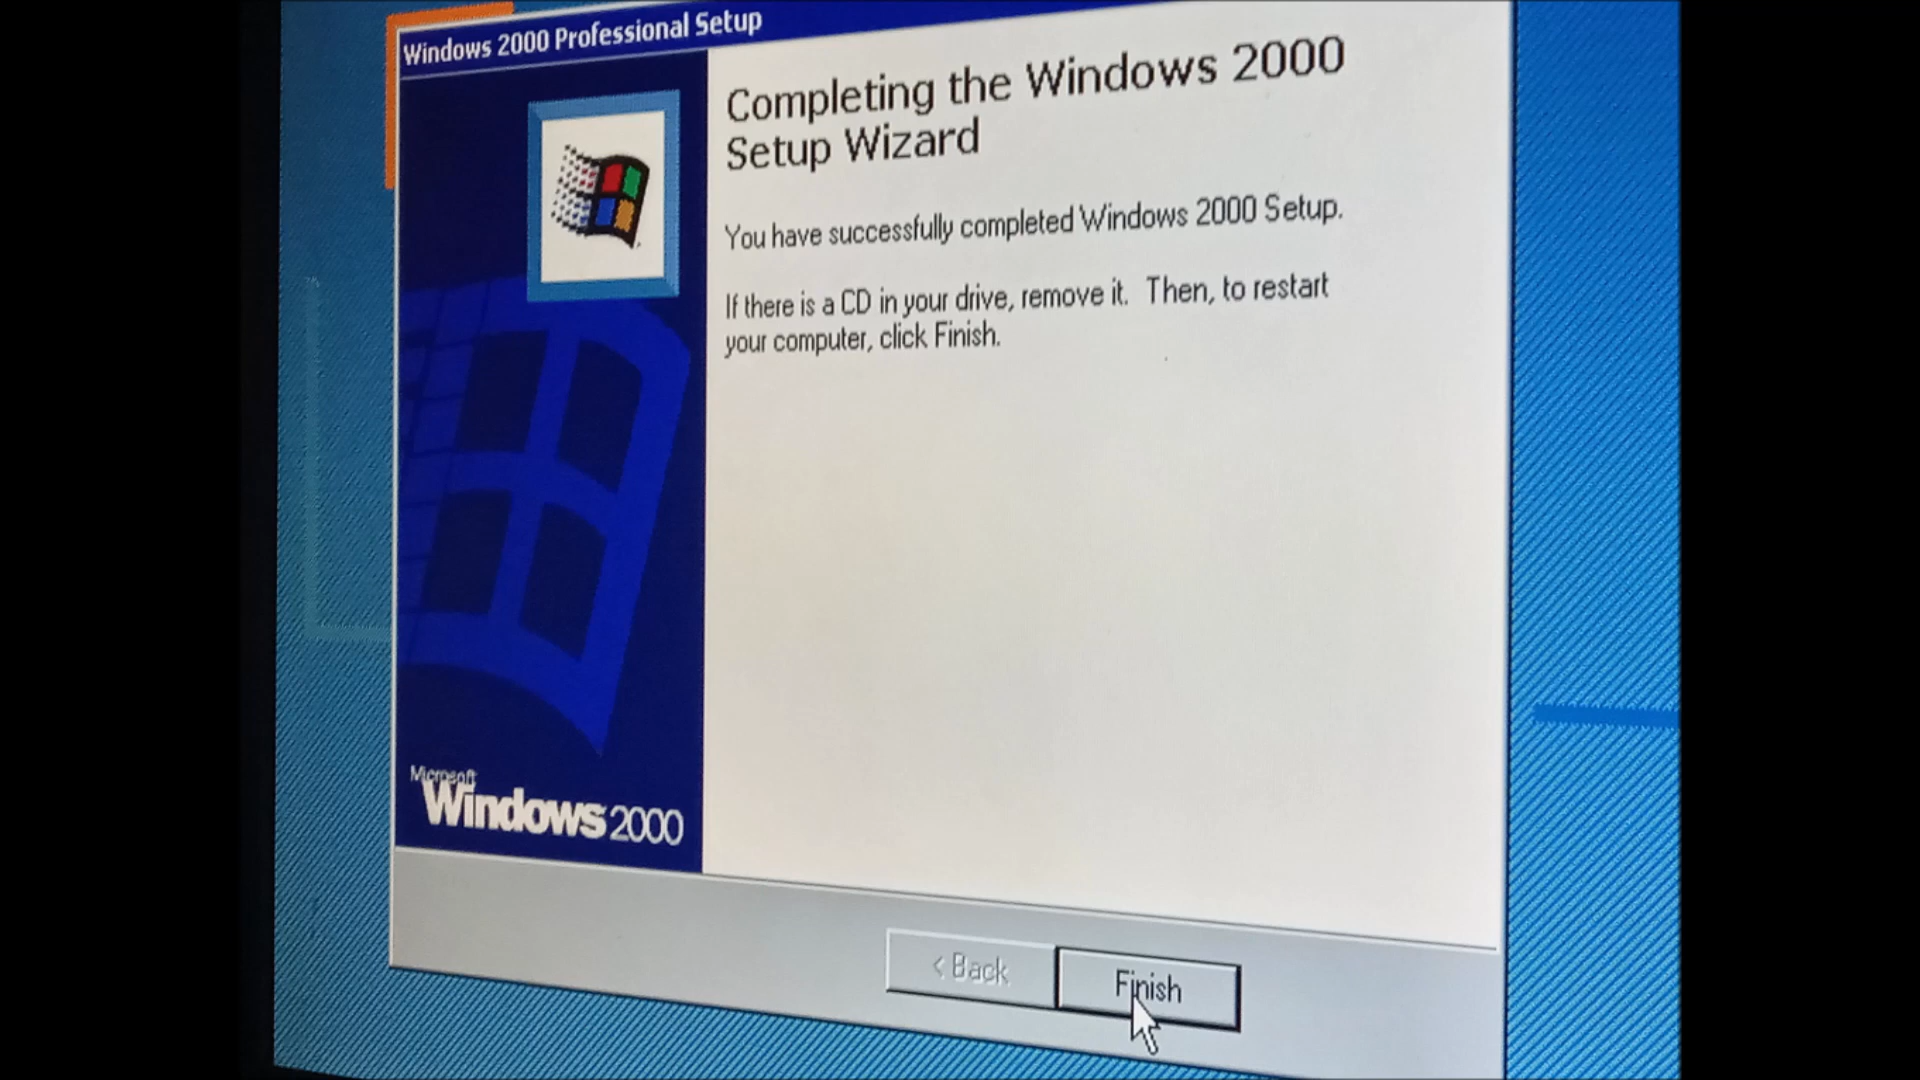 Windows 2000 Professional Setup
Completing the Windows 2000
Setup Wizard
You have successfully completed Windows 2000 Setup.
If there is a CD in your drive, remove it. Then, to restart
your computer, click Finish.
Microsoft
Windows 2000
< Back
Finish